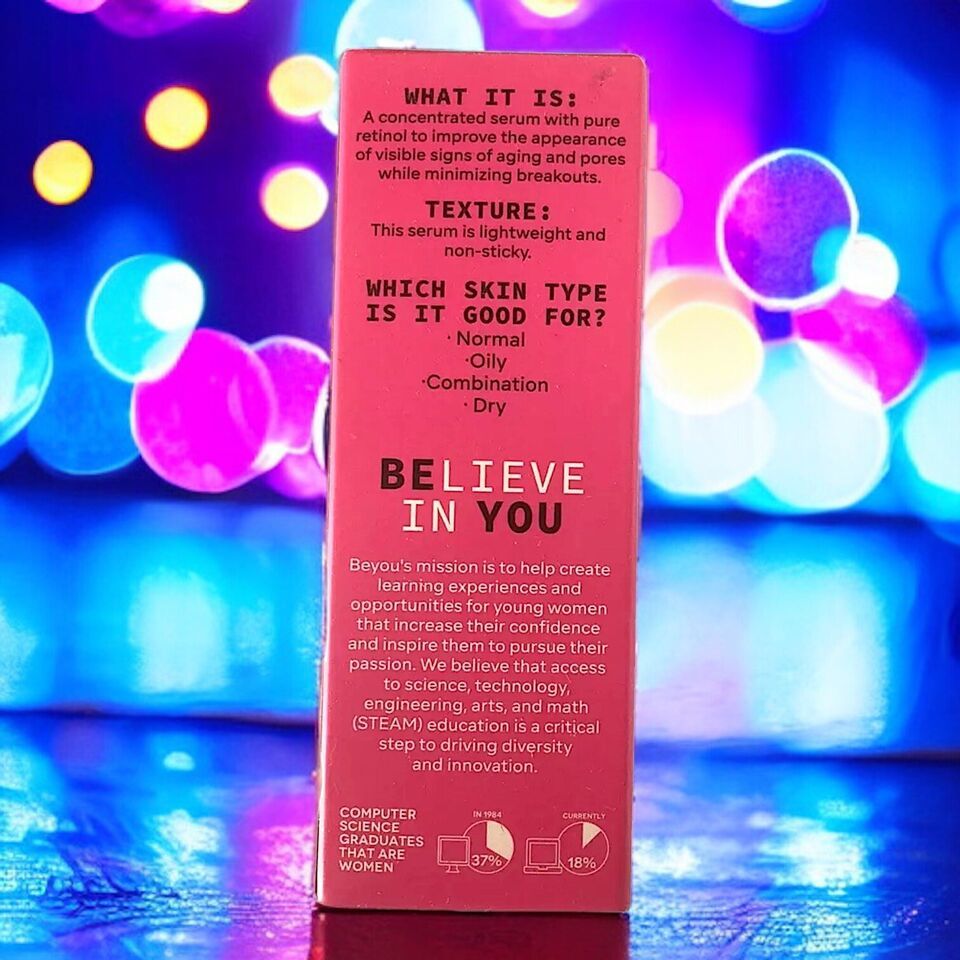 WHAT IT IS:
A concentrated serum with pure
retinol to improve the appearance
of visible signs of aging and pores
while minimizing breakouts.
TEXTURE:
This serum is lightweight and
non-sticky.
WHICH SKIN TYPE
IS IT GOOD FOR?
· Normal
·Oily
·Combination
· Dry
BELIEVE
IN YOU
Beyou's mission is to help create
learning experiences and
opportunities for young women
that increase their confidence
and inspire them to pursue their
passion. We believe that access
to science, technology,
engineering, arts, and math
(STEAM) education is a critical
step to driving diversity
and innovation.
COMPUTER
SCIENCE
GRADUATES
THAT ARE
WOMEN
IN 1984
37%
CURRENTLY
18%